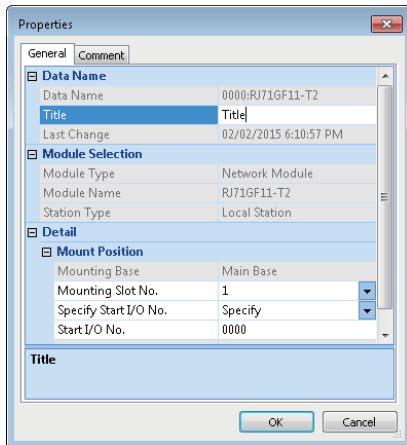 Properties
General Comment
Data Name
Data Name 0000:RJ71GF11-T2
Title Title
Last Change 02/02/2015 6:10:57 PM
Module Selection
Module Type Network Module
Module Name RJ71GF11-T2
Station Type Local Station
Detail
Mount Position
Mounting Base Main Base
Mounting Slot No. 1
Specify Start I/O No. Specify
Start I/O No. 0000
Title
OK Cancel